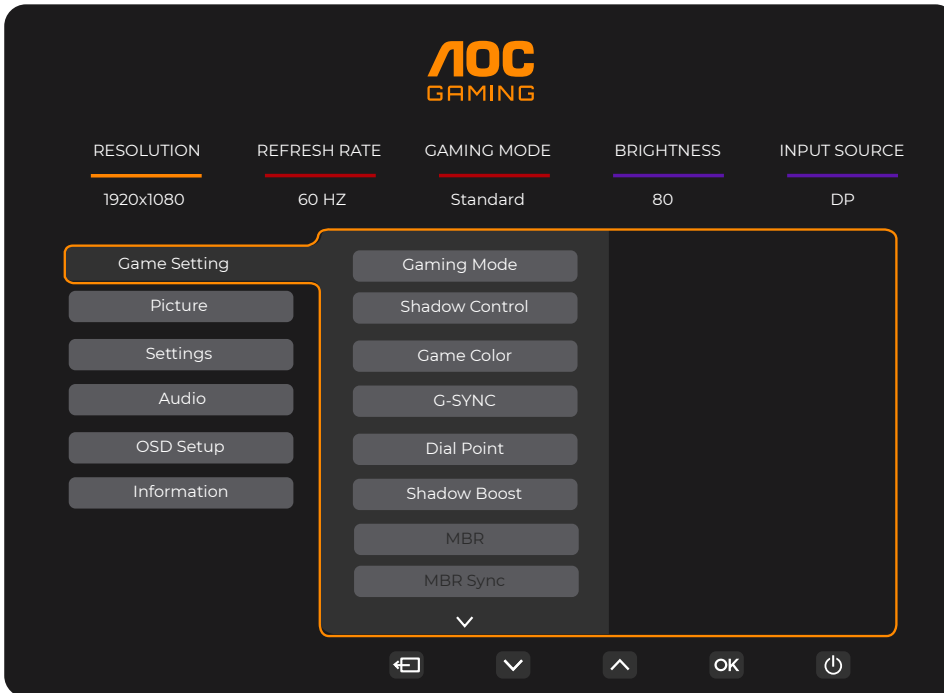 AOC
GAMING
RESOLUTION REFRESH RATE GAMING MODE BRIGHTNESS INPUT SOURCE
1920x1080 60 HZ Standard 80 DP
Game Setting
Picture
Settings
Audio
OSD Setup
Information
Gaming Mode
Shadow Control
Game Color
G-SYNC
Dial Point
Shadow Boost
MBR
MBR Sync
OK